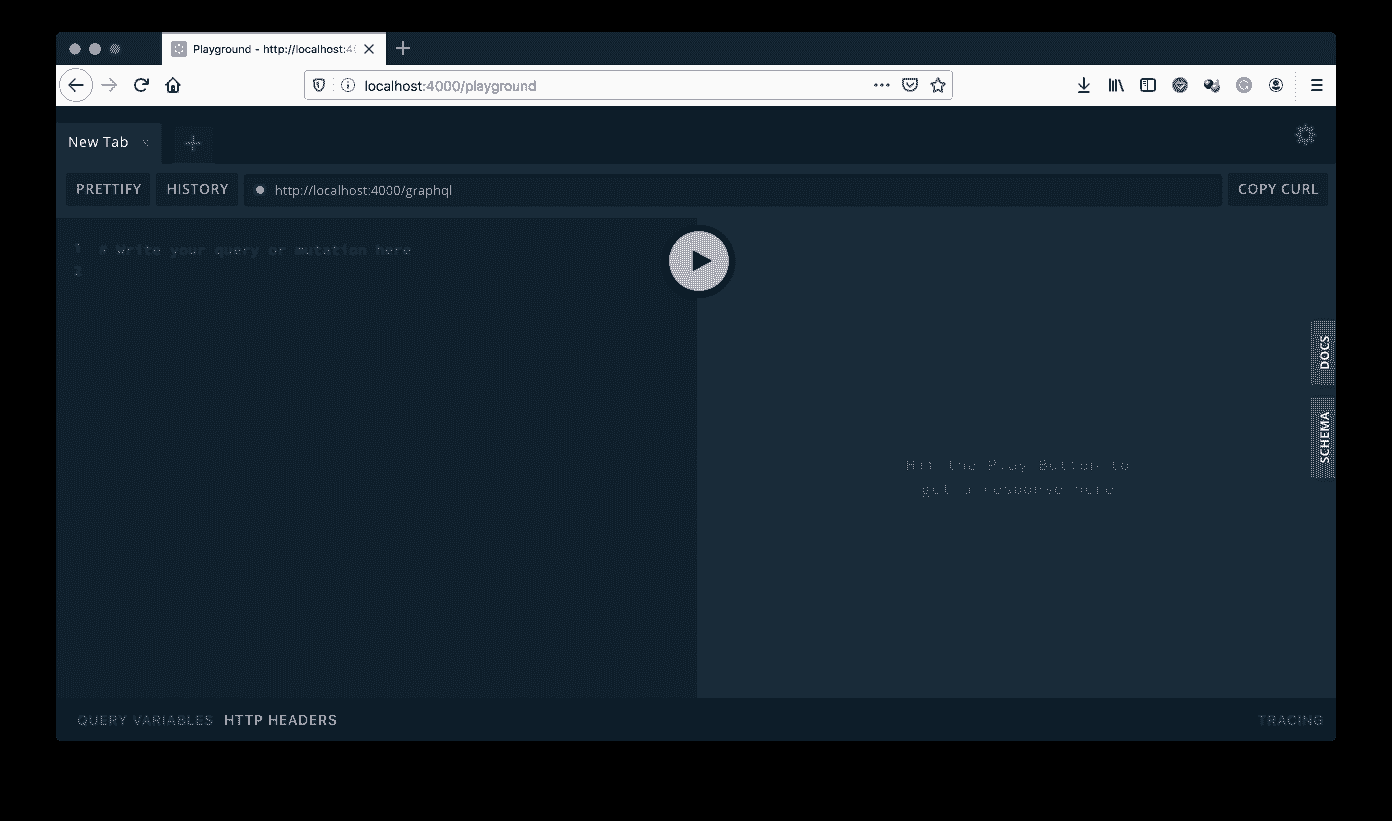 Playground - http://localhost:4
localhost:4000/playground
New Tab
PRETTIFY HISTORY http://localhost:4000/graphql COPY CURL
1 # Write your query or mutation here
2
DOCS
SCHEMA
Hit the Play Button to
get a response here
QUERY VARIABLES HTTP HEADERS TRACING